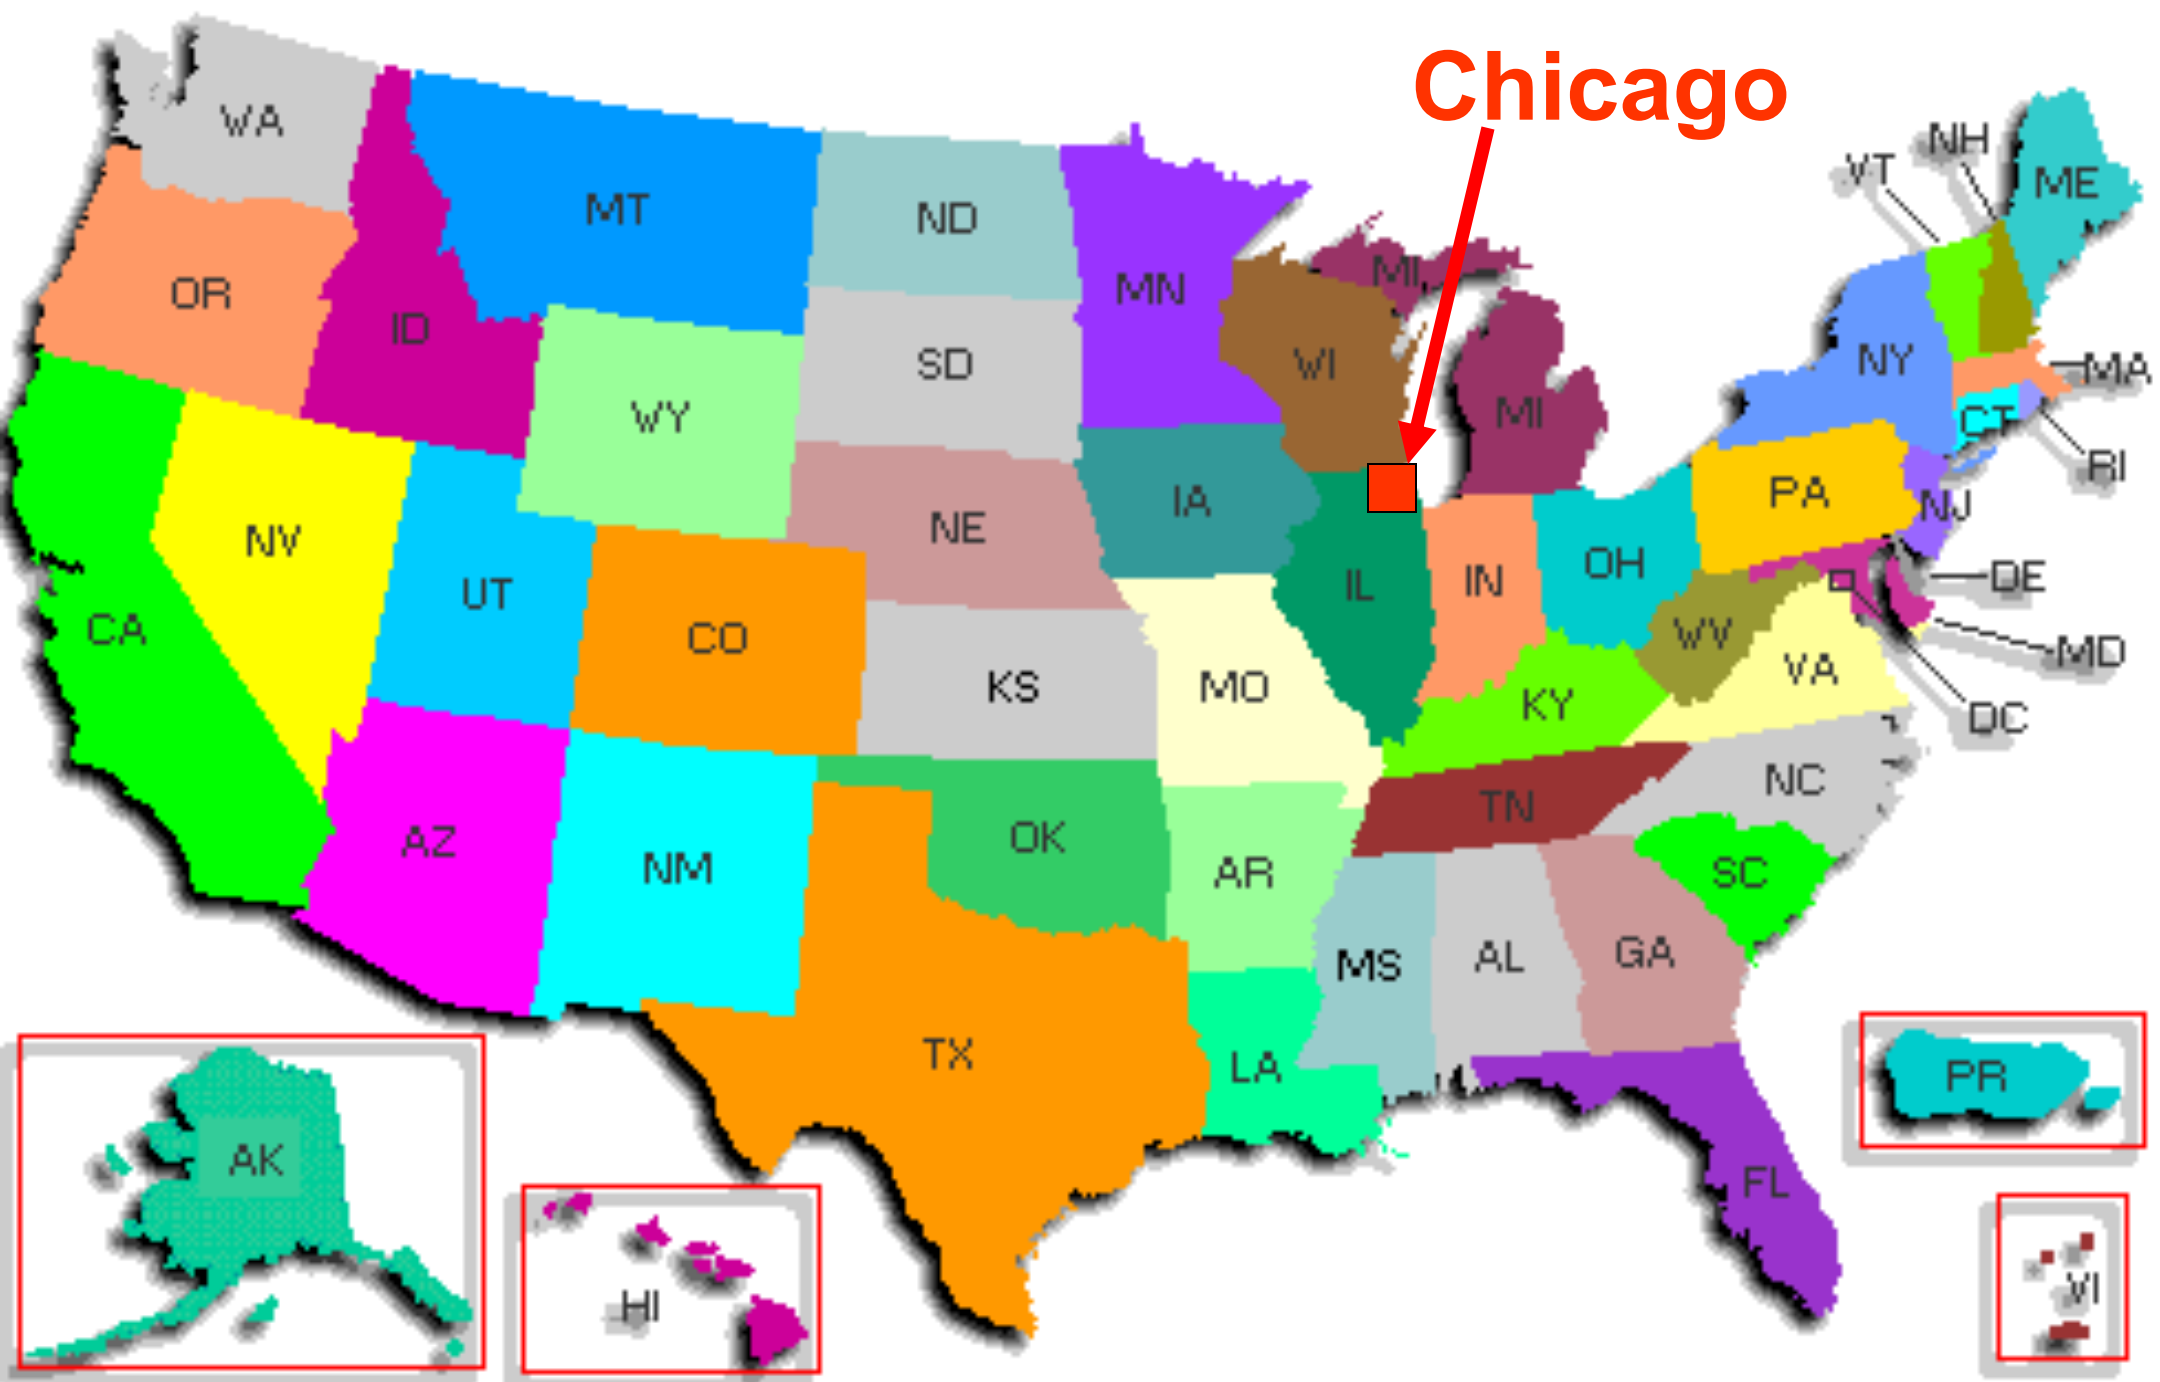 Chicago
WA
MT
ND
MN
NH
VT
ME
OR
ID
SD
WI
MI
MI
NY
MA
WY
CT
RI
NV
NE
IA
PA
NJ
UT
CO
IL
IN
OH
DE
CA
KS
MO
KY
WV
VA
MD
DC
AZ
NM
OK
AR
TN
NC
SC
MS
AL
GA
TX
LA
PR
AK
FL
HI
VI